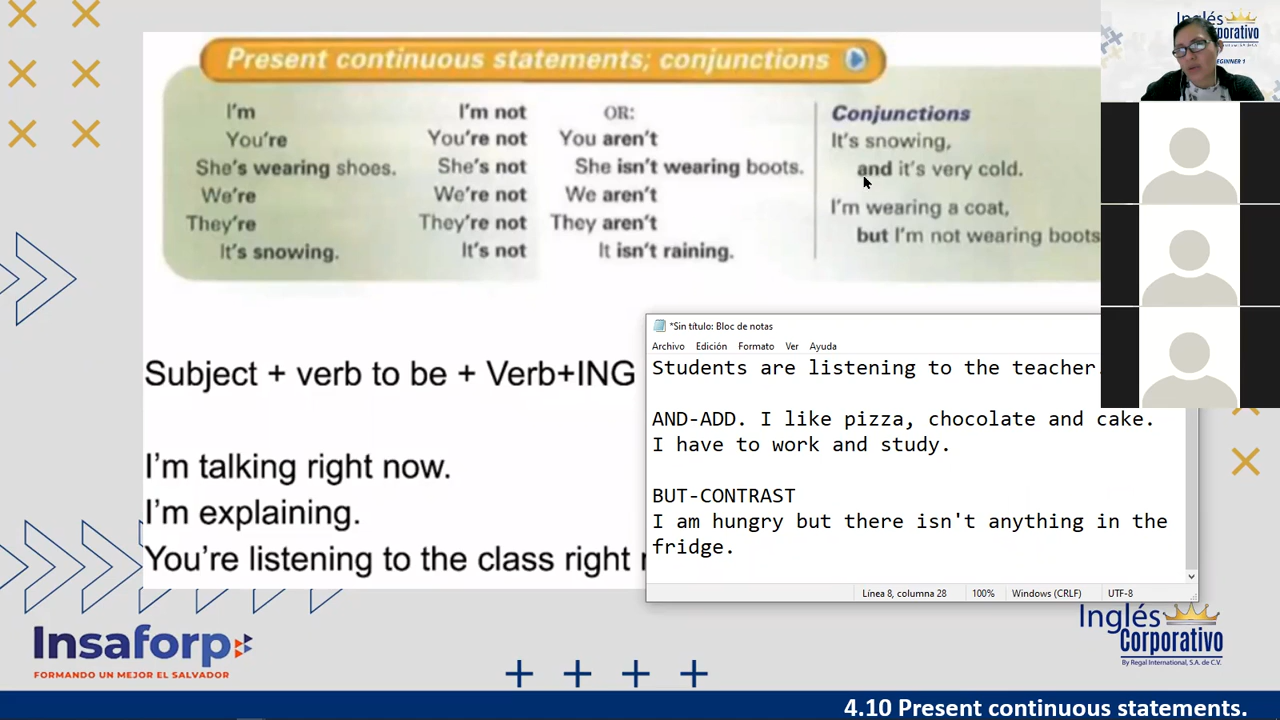 Present continuous statements; conjunctions
I'm I'm not OR: Conjunctions
You're You're not You aren't It's snowing,
She's wearing shoes. She's not She isn't wearing boots. and it's very cold.
We're We're not We aren't I'm wearing a coat,
They're They're not They aren't but I'm not wearing boots
It's snowing. It's not It isn't raining.
Subject + verb to be + Verb+ING
I'm talking right now.
I'm explaining.
You're listening to the class right
*Sin título: Bloc de notas
Archivo Edición Formato Ver Ayuda
Students are listening to the teacher.
AND-ADD. I like pizza, chocolate and cake.
I have to work and study.
BUT-CONTRAST
I am hungry but there isn't anything in the
fridge.
Línea 8, columna 28 100% Windows (CRLF) UTF-8
Inglés
EGINNER 1
Insaforp
FORMANDO UN MEJOR EL SALVADOR
Inglés
Corporativo
By Regal International, S.A. de C.V.
4.10 Present continuous statements.